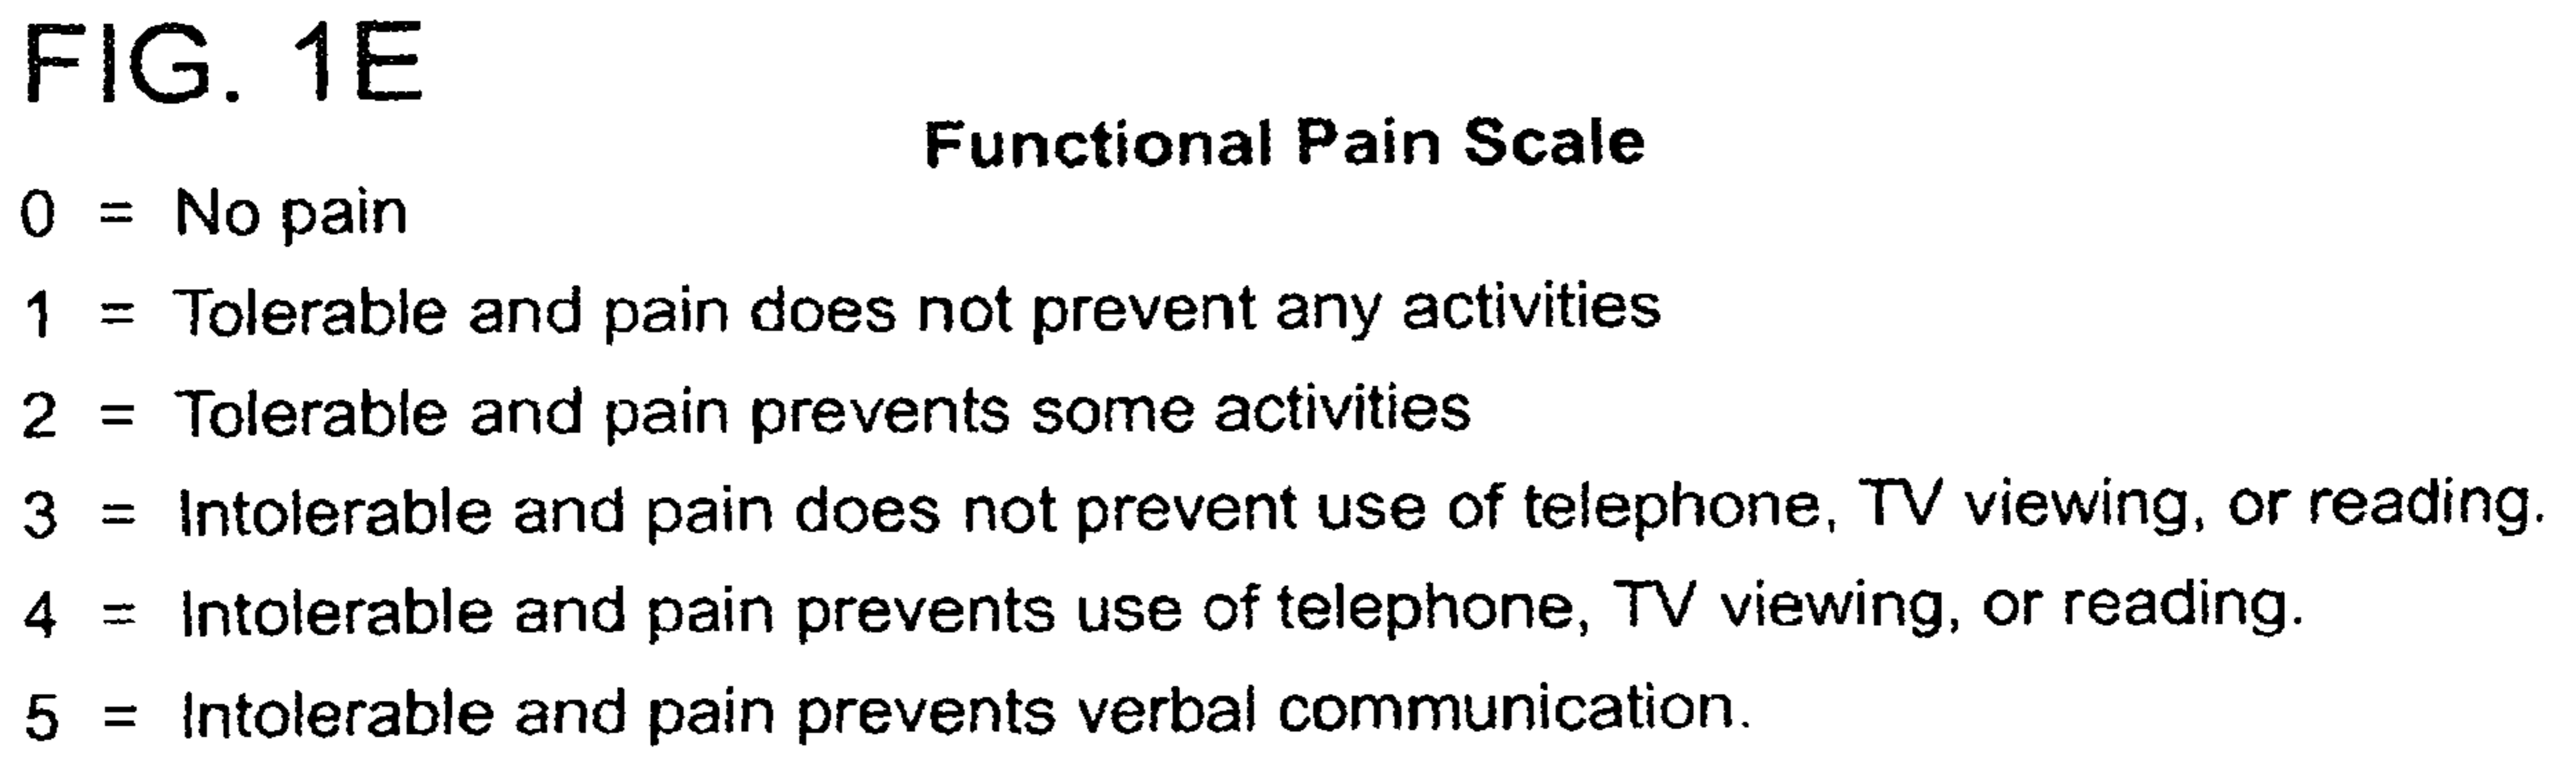 FIG. 1E
Functional Pain Scale
0 = No pain
1 = Tolerable and pain does not prevent any activities
2 = Tolerable and pain prevents some activities
3 = Intolerable and pain does not prevent use of telephone, TV viewing, or reading.
4 = Intolerable and pain prevents use of telephone, TV viewing, or reading.
5 = Intolerable and pain prevents verbal communication.